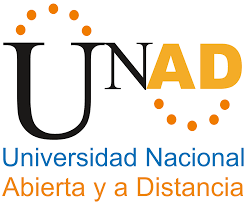 UNAD
Universidad Nacional
Abierta y a Distancia